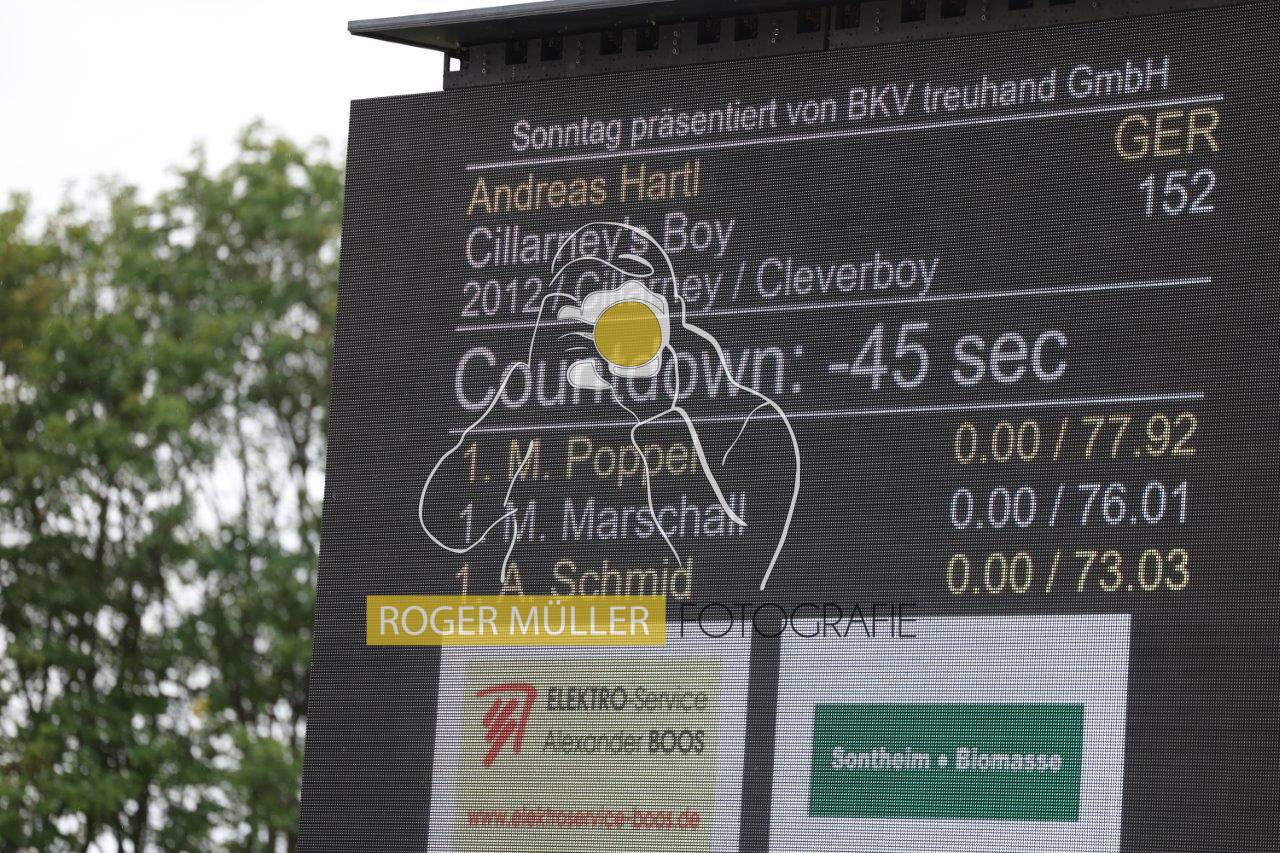 Sonntag präsentiert von BKV treuhand GmbH
Andreas Hartl GER
Cillarney's Boy 152
2012 / Cillarney / Cleverboy
Countdown: -45 sec
1. M. Poppel 0.00 / 77.92
1. M. Marschall 0.00 / 76.01
1. A. Schmid 0.00 / 73.03
ROGER MÜLLER FOTOGRAFIE
ELEKTRO Service
Alexander BOOS
www.elektroservice-boos.de
Sontheim • Biomasse